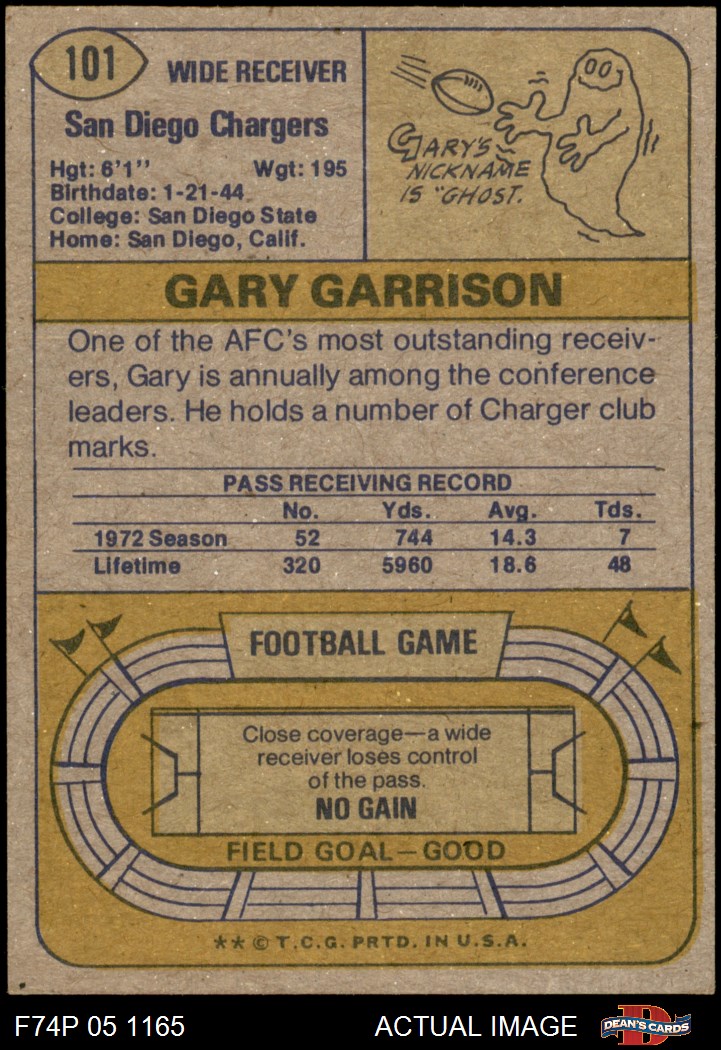 101
WIDE RECEIVER
San Diego Chargers
Hgt: 6'1'' Wgt: 195
Birthdate: 1-21-44
College: San Diego State
Home: San Diego, Calif.
GARY'S
NICKNAME
IS "GHOST.
GARY GARRISON
One of the AFC's most outstanding receiv-
ers, Gary is annually among the conference
leaders. He holds a number of Charger club
marks.
PASS RECEIVING RECORD
No. Yds. Avg. Tds.
1972 Season 52 744 14.3 7
Lifetime 320 5960 18.6 48
FOOTBALL GAME
Close coverage—a wide
receiver loses control
of the pass.
NO GAIN
FIELD GOAL—GOOD
** © T.C.G. PRTD. IN U.S.A.
F74P 05 1165 ACTUAL IMAGE
D
DEAN'S CARDS